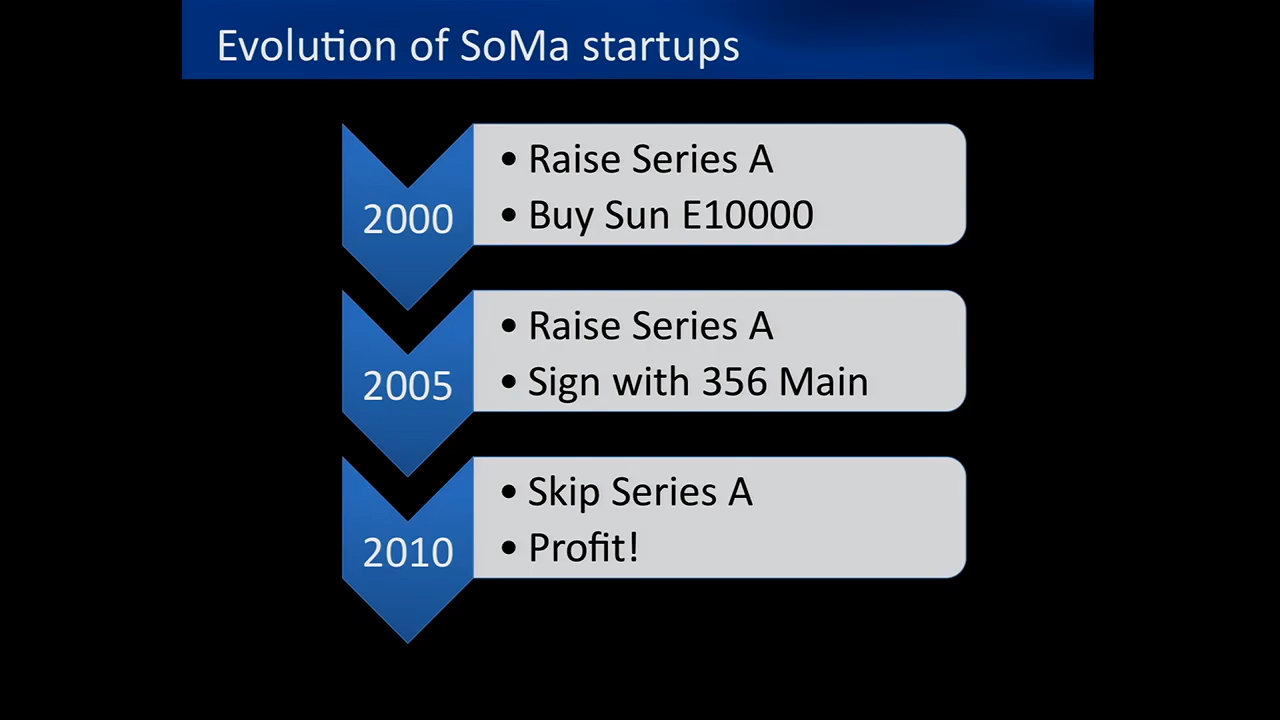 Evolution of SoMa startups
2000
• Raise Series A
• Buy Sun E10000
2005
• Raise Series A
• Sign with 356 Main
2010
• Skip Series A
• Profit!